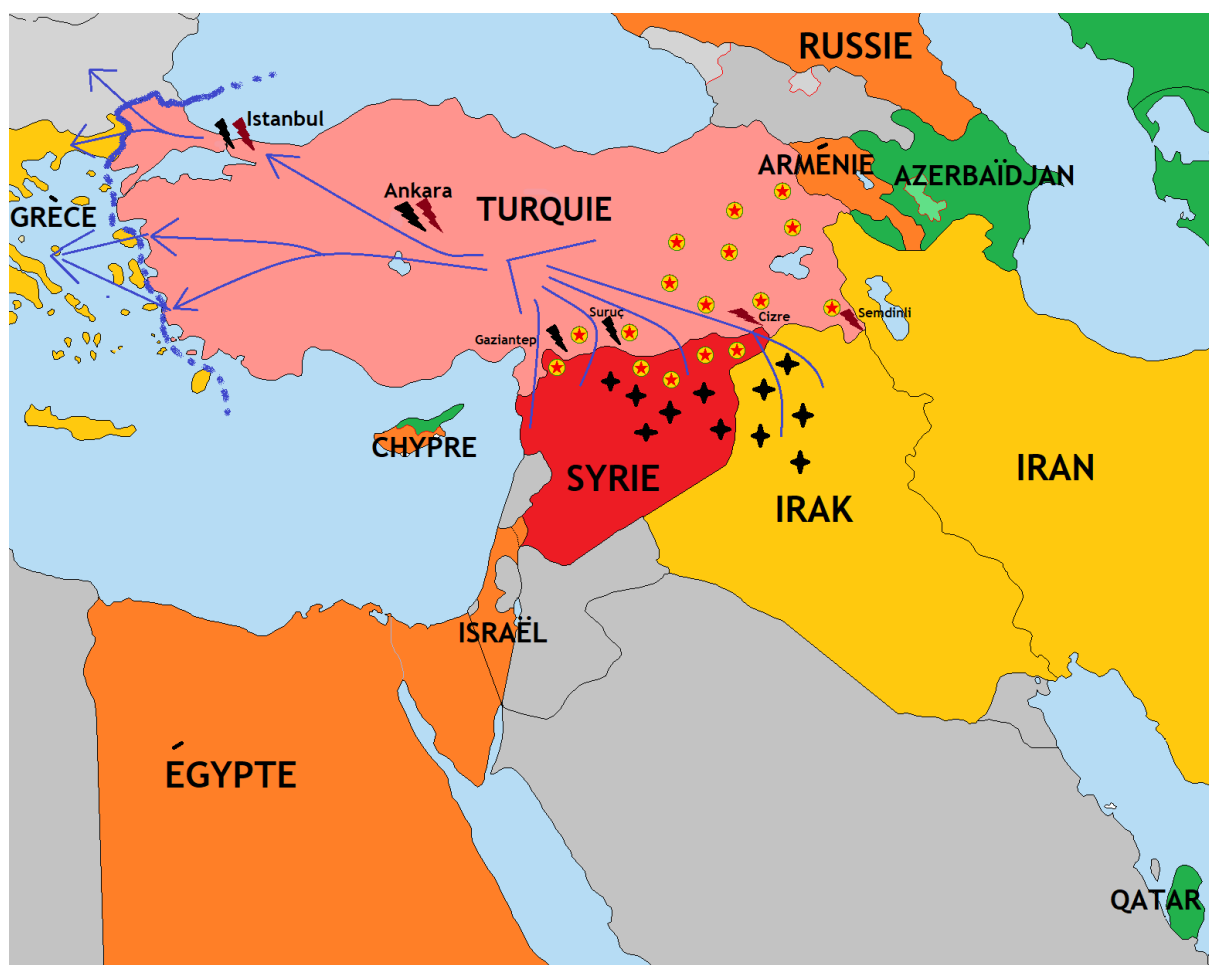 RUSSIE
Istanbul
ARMÉNIE
AZERBAÏDJAN
Ankara
TURQUIE
GRÈCE
Suruç
Cizre
Semdinli
Gaziantep
CHYPRE
SYRIE
IRAN
IRAK
ISRAËL
ÉGYPTE
QATAR